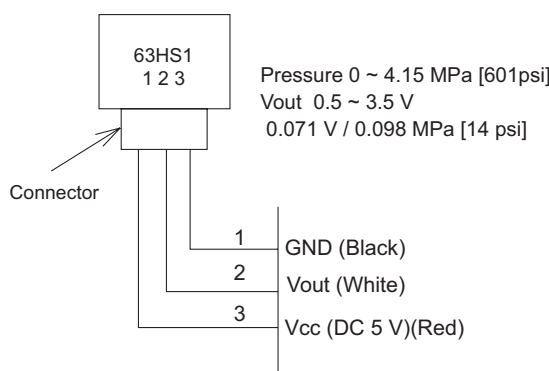 63HS1
1 2 3
Pressure 0 ~ 4.15 MPa [601psi]
Vout 0.5 ~ 3.5 V
0.071 V / 0.098 MPa [14 psi]
Connector
1
GND (Black)
2
Vout (White)
3
Vcc (DC 5 V)(Red)